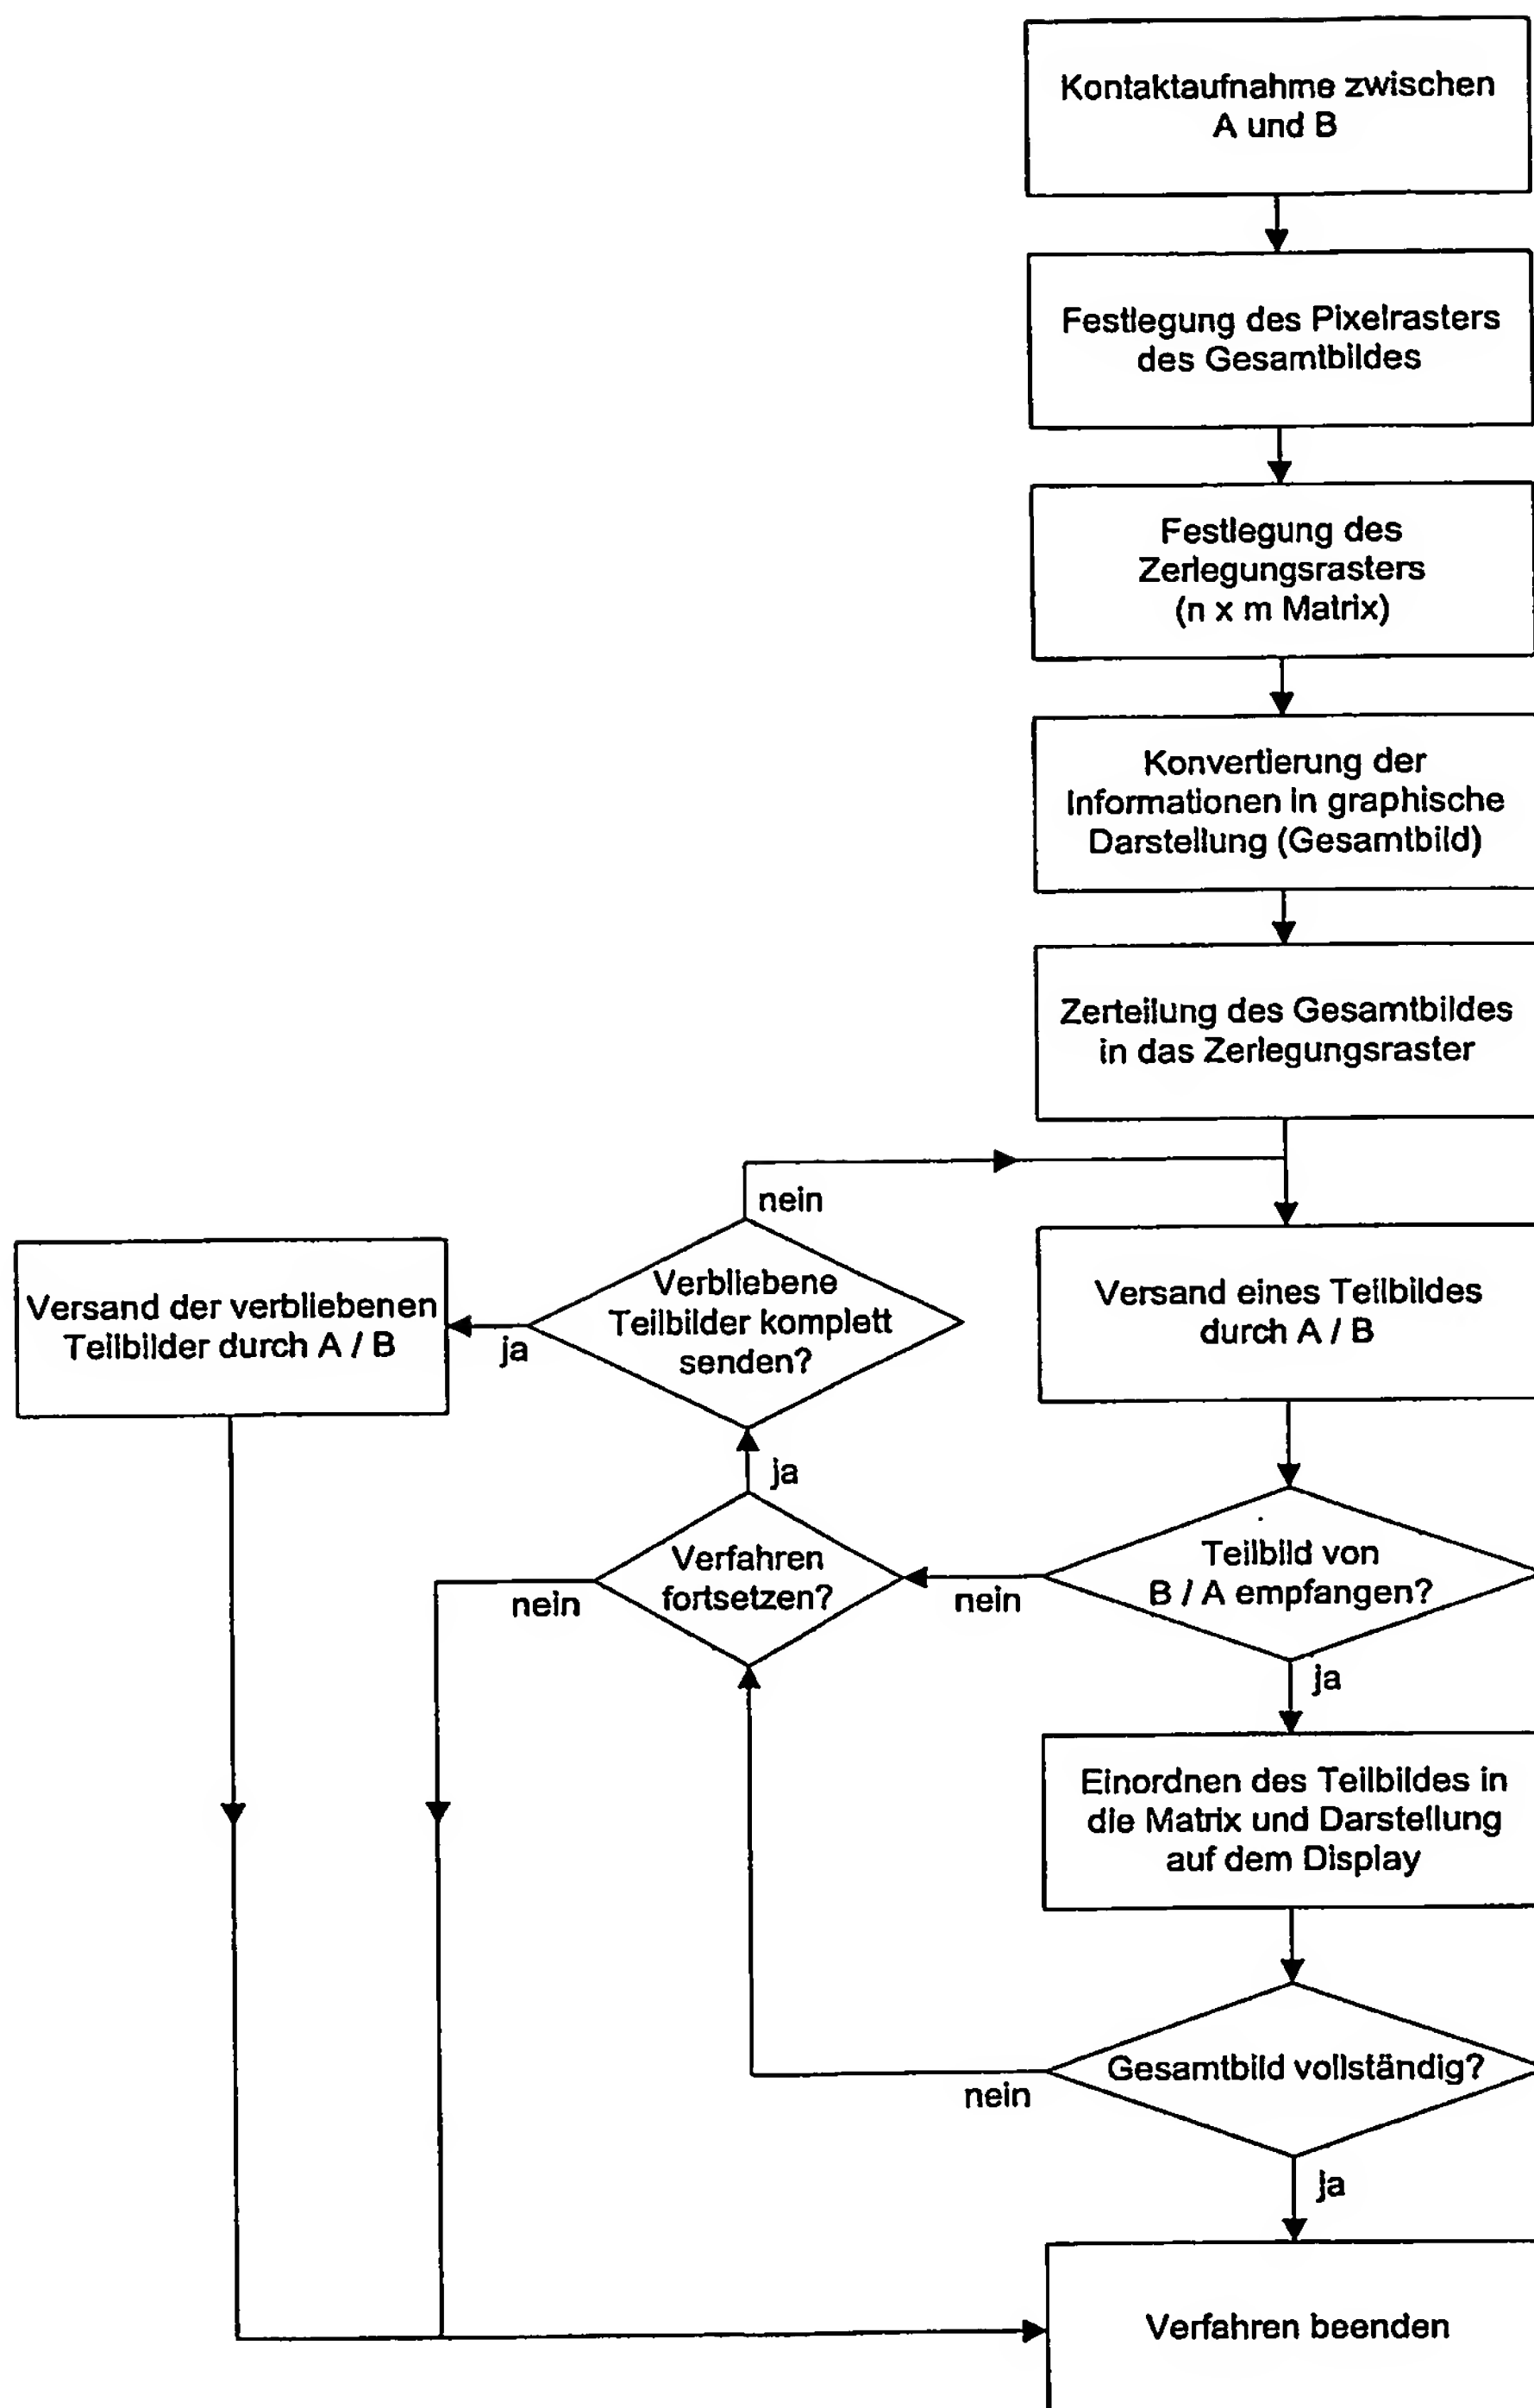 Kontaktaufnahme zwischen
A und B
Festlegung des Pixelrasters
des Gesamtbildes
Festlegung des
Zerlegungsrasters
(n x m Matrix)
Konvertierung der
Informationen in graphische
Darstellung (Gesamtbild)
Zerteilung des Gesamtbildes
in das Zerlegungsraster
nein
Verbliebene
Teilbilder komplett
senden?
ja
Versand der verbliebenen
Teilbilder durch A / B
Versand eines Teilbildes
durch A / B
ja
Verfahren
fortsetzen?
nein
nein
Teilbild von
B / A empfangen?
ja
Einordnen des Teilbildes in
die Matrix und Darstellung
auf dem Display
Gesamtbild vollständig?
nein
ja
Verfahren beenden